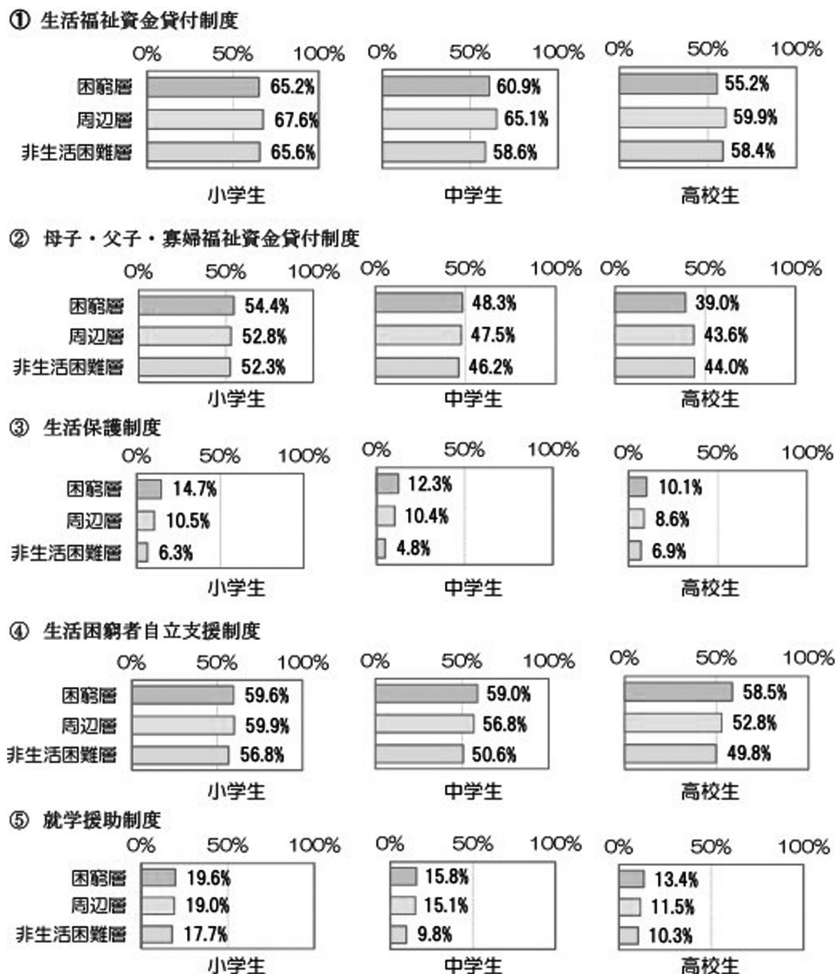 ① 生活福祉資金貸付制度
0% 50% 100% 0% 50% 100% 0% 50% 100%
困窮層 65.2% 60.9% 55.2%
周辺層 67.6% 65.1% 59.9%
非生活困難層 65.6% 58.6% 58.4%
小学生 中学生 高校生
② 母子・父子・寡婦福祉資金貸付制度
0% 50% 100% 0% 50% 100% 0% 50% 100%
困窮層 54.4% 48.3% 39.0%
周辺層 52.8% 47.5% 43.6%
非生活困難層 52.3% 46.2% 44.0%
小学生 中学生 高校生
③ 生活保護制度
0% 50% 100% 0% 50% 100% 0% 50% 100%
困窮層 14.7% 12.3% 10.1%
周辺層 10.5% 10.4% 8.6%
非生活困難層 6.3% 4.8% 6.9%
小学生 中学生 高校生
④ 生活困窮者自立支援制度
0% 50% 100% 0% 50% 100% 0% 50% 100%
困窮層 59.6% 59.0% 58.5%
周辺層 59.9% 56.8% 52.8%
非生活困難層 56.8% 50.6% 49.8%
小学生 中学生 高校生
⑤ 就学援助制度
0% 50% 100% 0% 50% 100% 0% 50% 100%
困窮層 19.6% 15.8% 13.4%
周辺層 19.0% 15.1% 11.5%
非生活困難層 17.7% 9.8% 10.3%
小学生 中学生 高校生